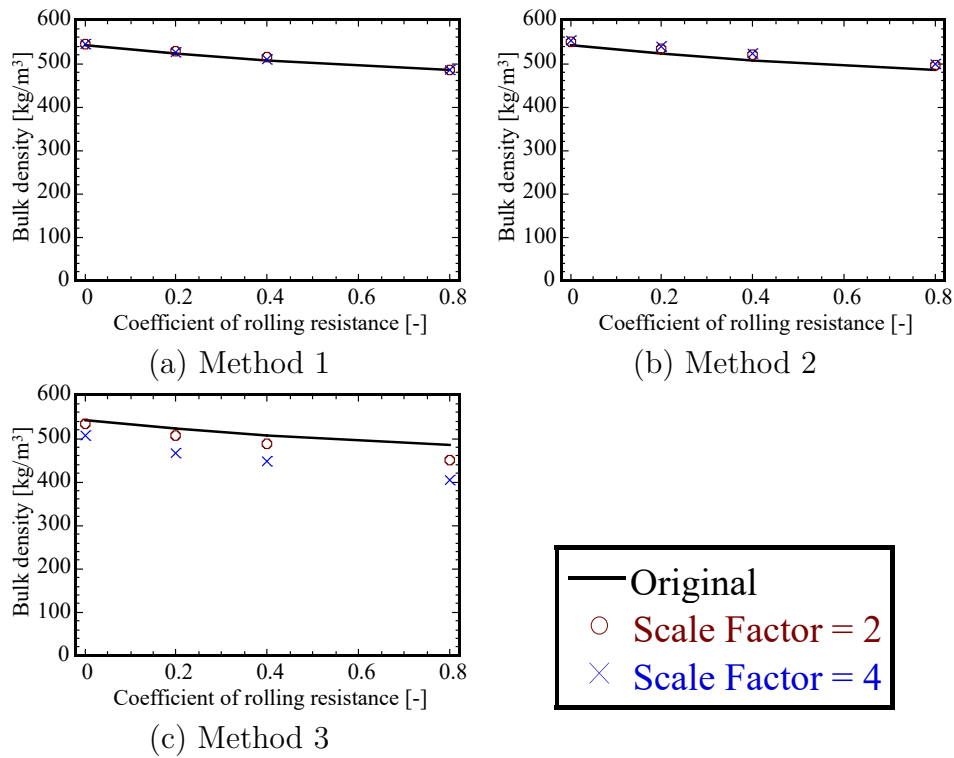 600
500
400
300
200
100
0
Bulk density [kg/m³]
0 0.2 0.4 0.6 0.8
Coefficient of rolling resistance [-]
(a) Method 1
600
500
400
300
200
100
0
Bulk density [kg/m³]
0 0.2 0.4 0.6 0.8
Coefficient of rolling resistance [-]
(b) Method 2
600
500
400
300
200
100
0
Bulk density [kg/m³]
0 0.2 0.4 0.6 0.8
Coefficient of rolling resistance [-]
(c) Method 3
Original
Scale Factor = 2
Scale Factor = 4